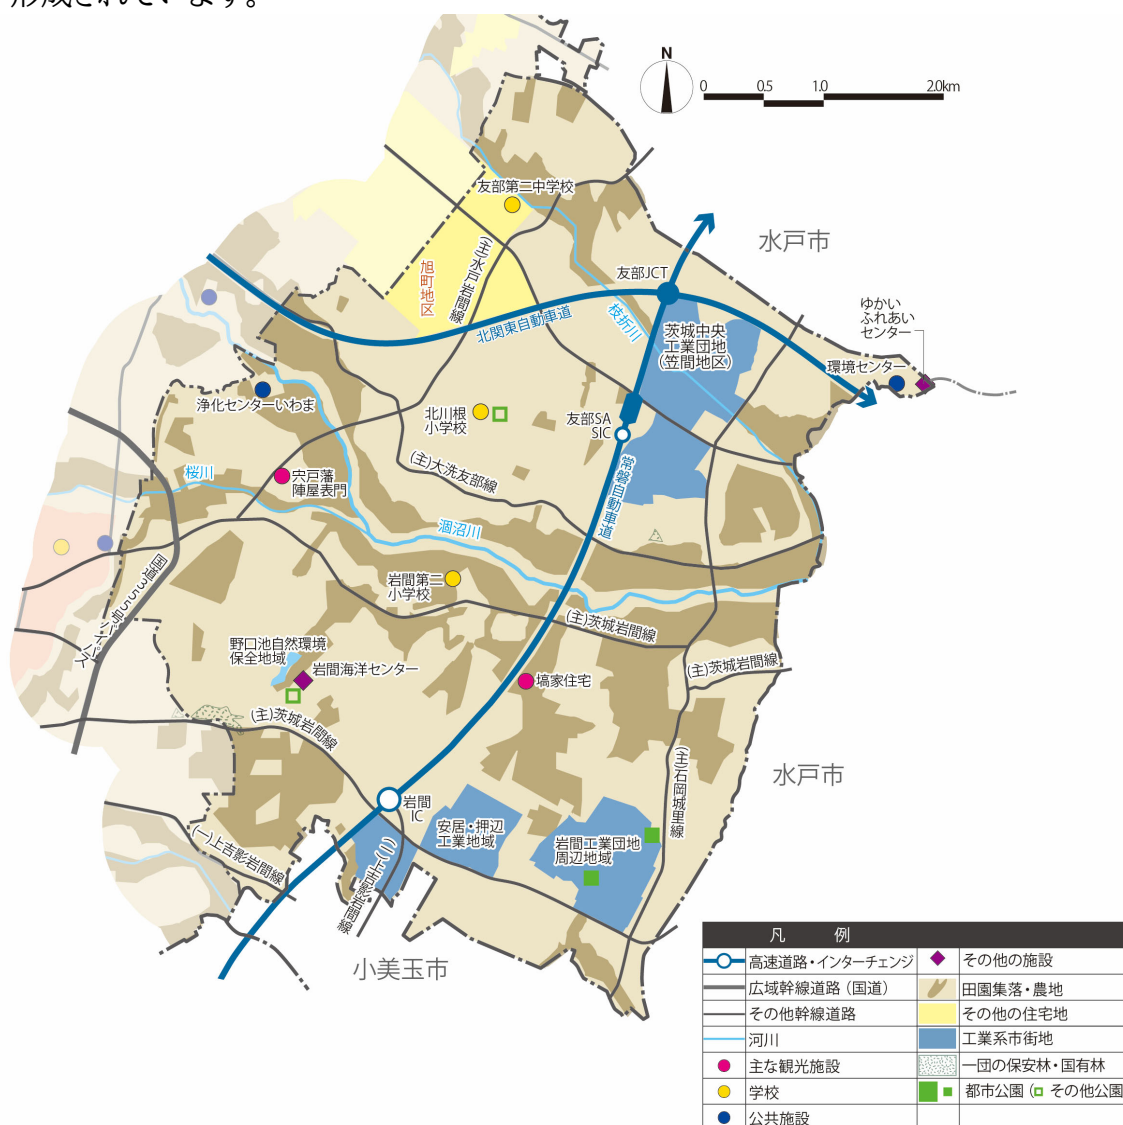 形成されています。
N
0 0.5 1.0 2.0km
友部第二中学校
水戸市
(主)水戸岩間線
旭町地区
友部JCT
北関東自動車道
枝折川
茨城中央
工業団地
(笠間地区)
ゆかい
ふれあい
センター
環境センター
浄化センターいわま
北川根
小学校
友部SA
SIC
(主)大洗友部線
常磐自動車道
桜川
宍戸藩
陣屋表門
涸沼川
国道355号バイパス
岩間第二
小学校
(主)茨城岩間線
(主)茨城岩間線
野口池自然環境
保全地域
岩間海洋センター
塙家住宅
(主)茨城岩間線
(主)石岡城里線
水戸市
岩間
IC
安居・押辺
工業地域
岩間工業団地
周辺地域
(一)上吉影岩間線
(一)上吉影岩間線
小美玉市
凡 例
高速道路・インターチェンジ
その他の施設
広域幹線道路(国道)
田園集落・農地
その他幹線道路
その他の住宅地
河川
工業系市街地
主な観光施設
一団の保安林・国有林
学校
都市公園(
その他公園
公共施設